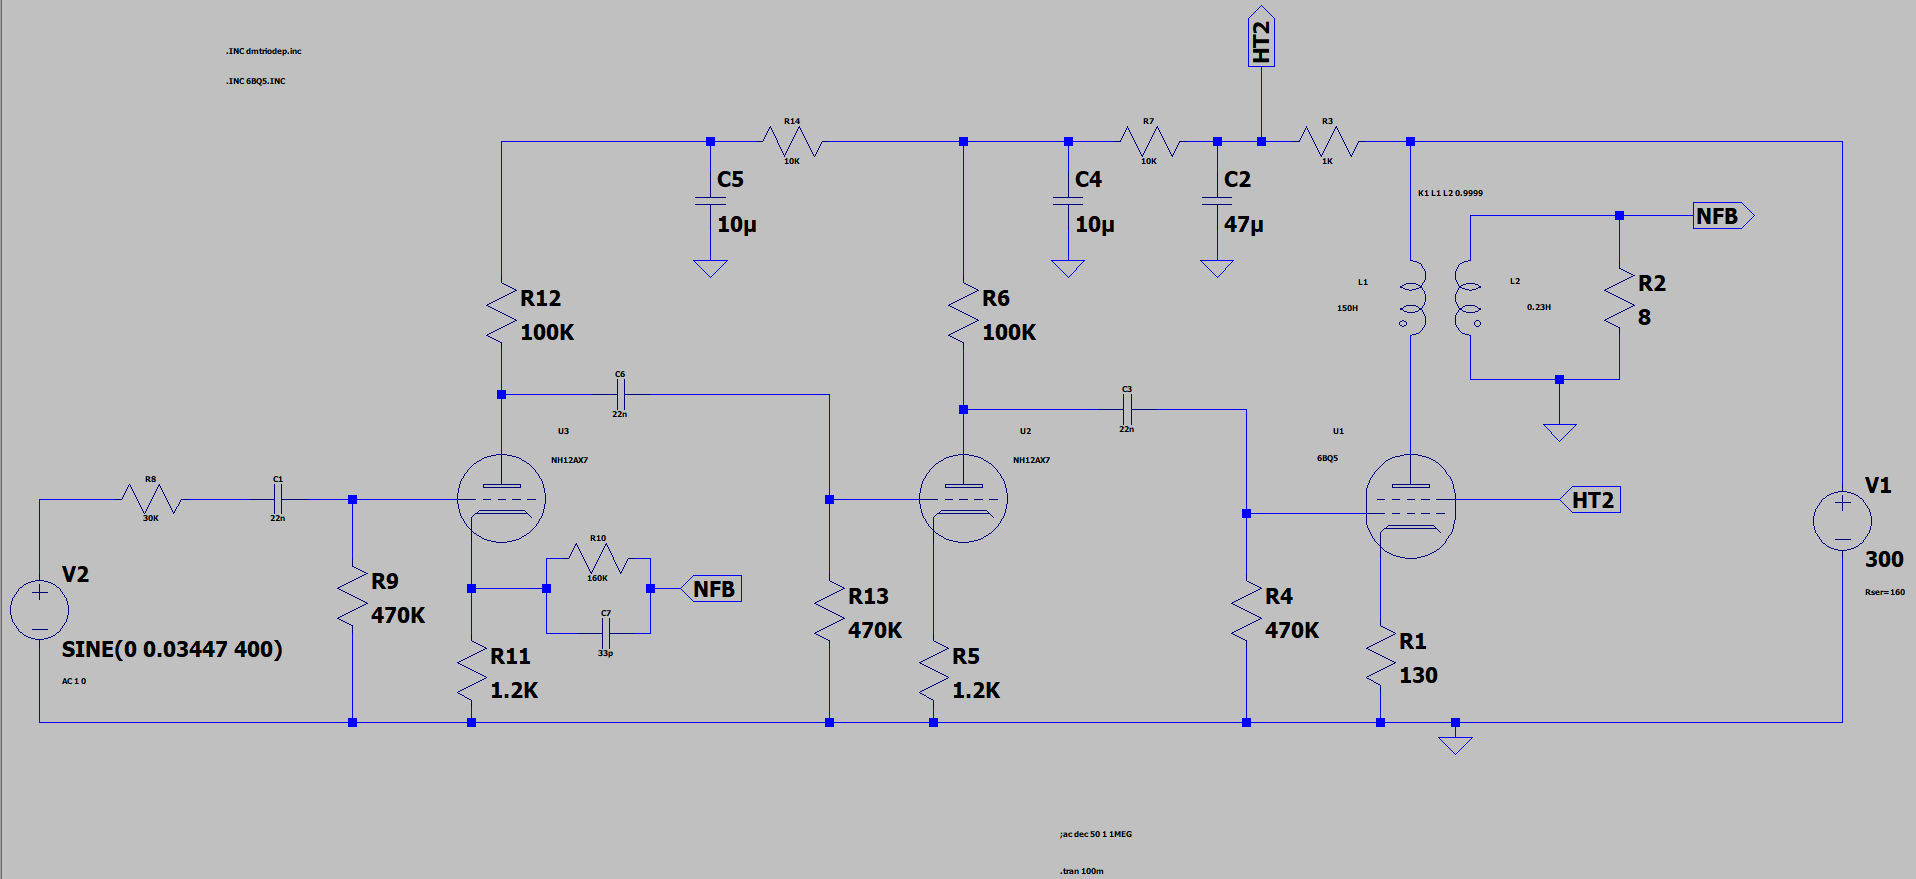 HT2
.INC dmtriodep.inc
.INC 6BQ5.INC
R14
10K
R7
10K
R3
1K
C5
10µ
C4
10µ
C2
47µ
K1 L1 L2 0.9999
NFB
R12
100K
R6
100K
L1
150H
L2
0.23H
R2
8
C6
22n
C3
22n
U3
NH12AX7
U2
NH12AX7
U1
6BQ5
R8
30K
C1
22n
HT2
V1
300
Rser=160
R10
160K
NFB
C7
33p
V2
SINE(0 0.03447 400)
AC 1 0
R9
470K
R13
470K
R4
470K
R11
1.2K
R5
1.2K
R1
130
;ac dec 50 1 1MEG
.tran 100m